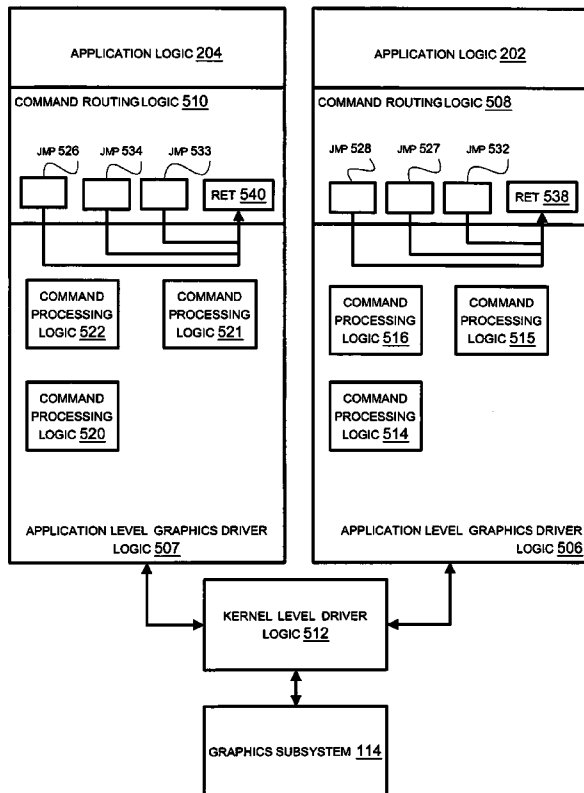 APPLICATION LOGIC 204
COMMAND ROUTING LOGIC 510
JMP 526
JMP 534
JMP 533
RET 540
COMMAND
PROCESSING
LOGIC 522
COMMAND
PROCESSING
LOGIC 521
COMMAND
PROCESSING
LOGIC 520
APPLICATION LEVEL GRAPHICS DRIVER
LOGIC 507
APPLICATION LOGIC 202
COMMAND ROUTING LOGIC 508
JMP 528
JMP 527
JMP 532
RET 538
COMMAND
PROCESSING
LOGIC 516
COMMAND
PROCESSING
LOGIC 515
COMMAND
PROCESSING
LOGIC 514
APPLICATION LEVEL GRAPHICS DRIVER
LOGIC 506
KERNEL LEVEL DRIVER
LOGIC 512
GRAPHICS SUBSYSTEM 114